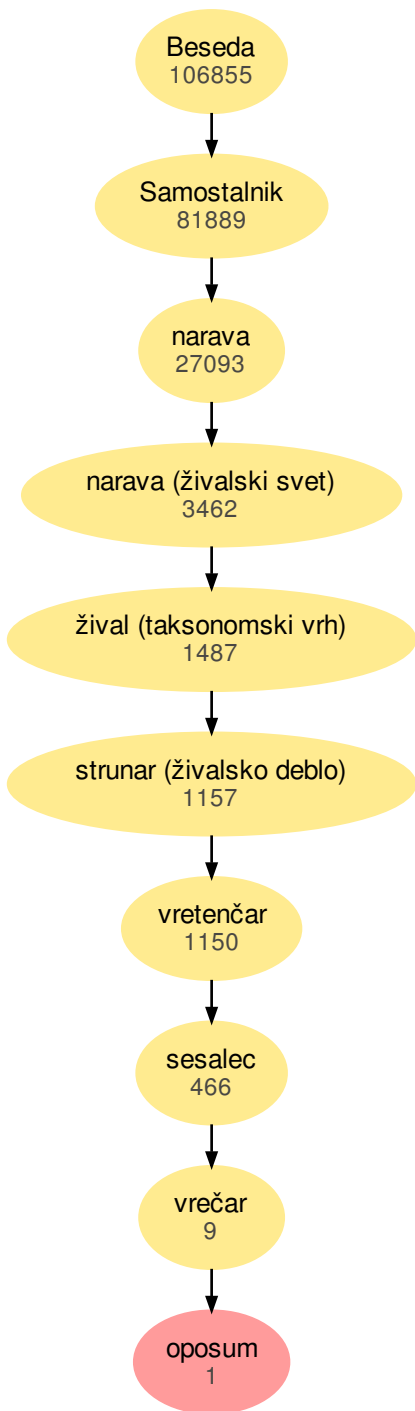 Beseda
106855
Samostalnik
81889
narava
27093
narava (živalski svet)
3462
žival (taksonomski vrh)
1487
strunar (živalsko deblo)
1157
vretenčar
1150
sesalec
466
vrečar
9
oposum
1